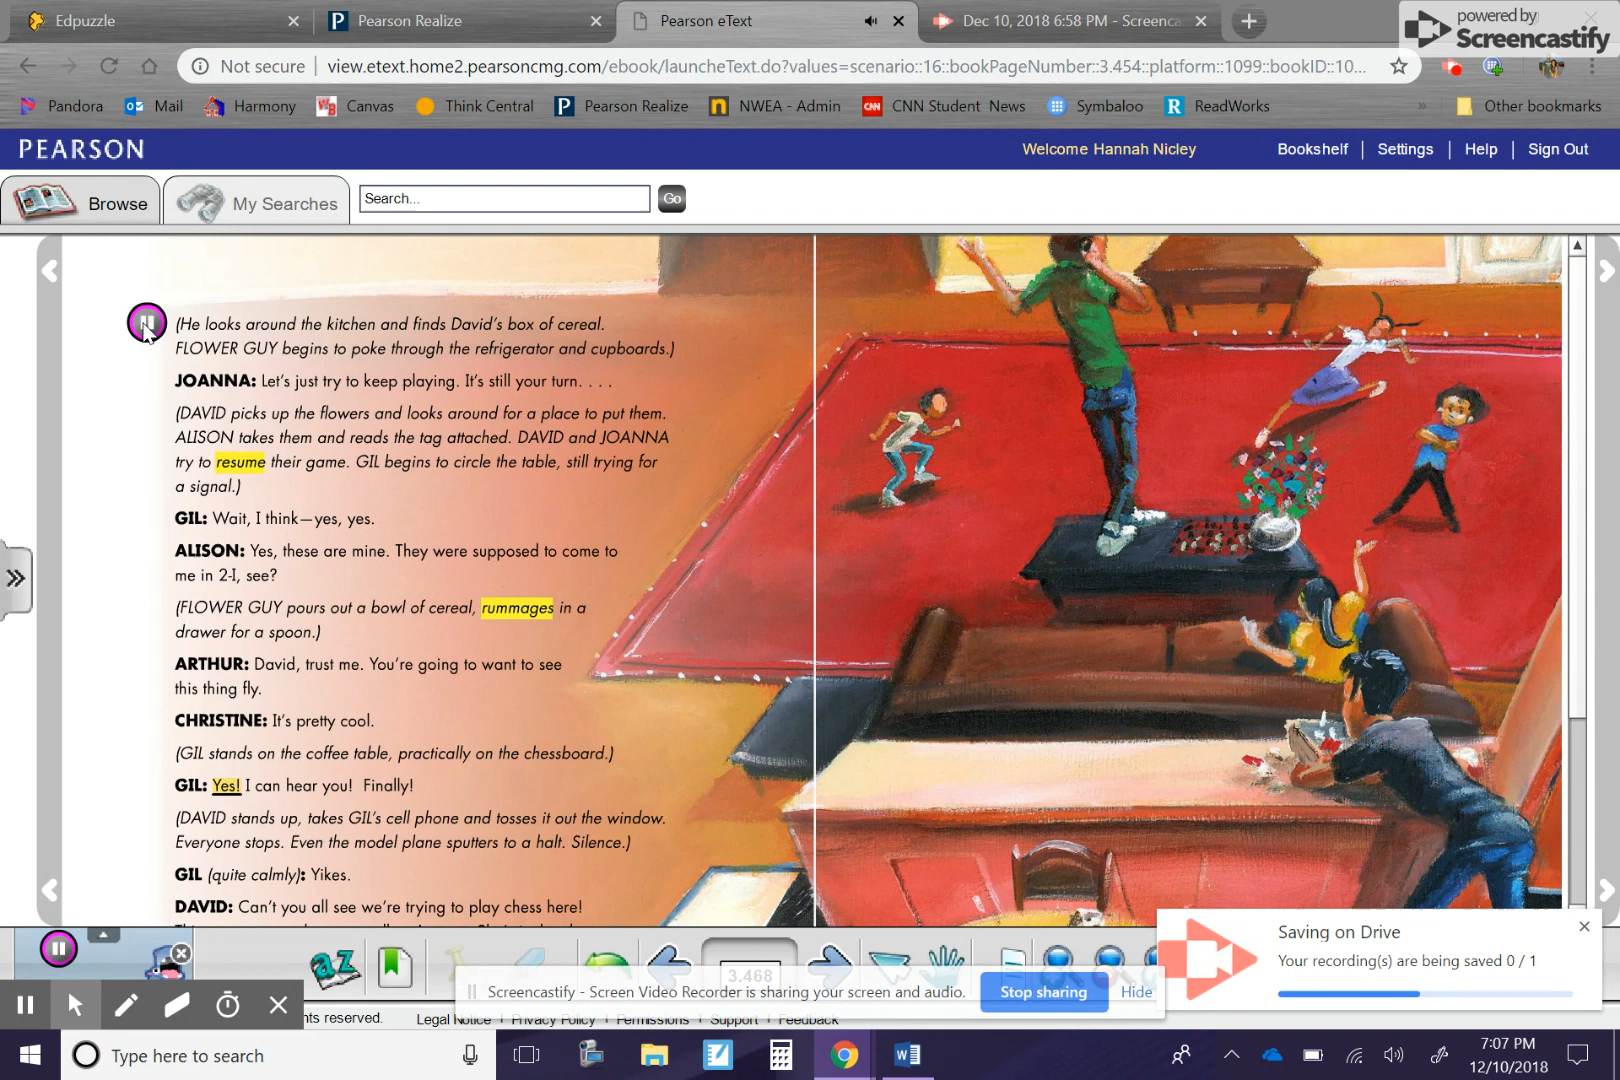 Edpuzzle
Pearson Realize
Pearson eText
Dec 10, 2018 6:58 PM - Screenca
powered by
Screencastify
Not secure
view.etext.home2.pearsoncmg.com/ebook/launcheText.do?values=scenario::16::bookPageNumber::3.454::platform::1099::bookID::10...
Pandora
Mail
Harmony
Canvas
Think Central
Pearson Realize
NWEA - Admin
CNN Student News
Symbaloo
ReadWorks
»
Other bookmarks
PEARSON
Welcome Hannah Nicley
Bookshelf | Settings | Help | Sign Out
Browse
My Searches
Search...
Go
(He looks around the kitchen and finds David's box of cereal.
FLOWER GUY begins to poke through the refrigerator and cupboards.)
JOANNA: Let's just try to keep playing. It's still your turn. . . .
(DAVID picks up the flowers and looks around for a place to put them.
ALISON takes them and reads the tag attached. DAVID and JOANNA
try to resume their game. GIL begins to circle the table, still trying for
a signal.)
GIL: Wait, I think—yes, yes.
ALISON: Yes, these are mine. They were supposed to come to
me in 2-I, see?
(FLOWER GUY pours out a bowl of cereal, rummages in a
drawer for a spoon.)
ARTHUR: David, trust me. You're going to want to see
this thing fly.
CHRISTINE: It's pretty cool.
(GIL stands on the coffee table, practically on the chessboard.)
GIL: Yes! I can hear you! Finally!
(DAVID stands up, takes GIL's cell phone and tosses it out the window.
Everyone stops. Even the model plane sputters to a halt. Silence.)
GIL (quite calmly): Yikes.
DAVID: Can't you all see we're trying to play chess here!
Saving on Drive
Your recording(s) are being saved 0 / 1
az
3.468
Screencastify - Screen Video Recorder is sharing your screen and audio.
Stop sharing
Hide
nts reserved.
Legal Notice | Privacy Policy | Permissions | Support | Feedback
Type here to search
7:07 PM
12/10/2018